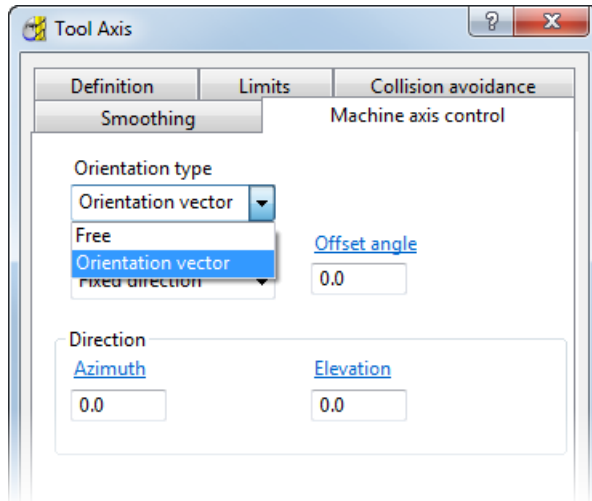 Tool Axis
Definition Limits Collision avoidance
Smoothing Machine axis control
Orientation type
Orientation vector
Free
Offset angle
Orientation vector
Fixed direction 0.0
Direction
Azimuth Elevation
0.0 0.0